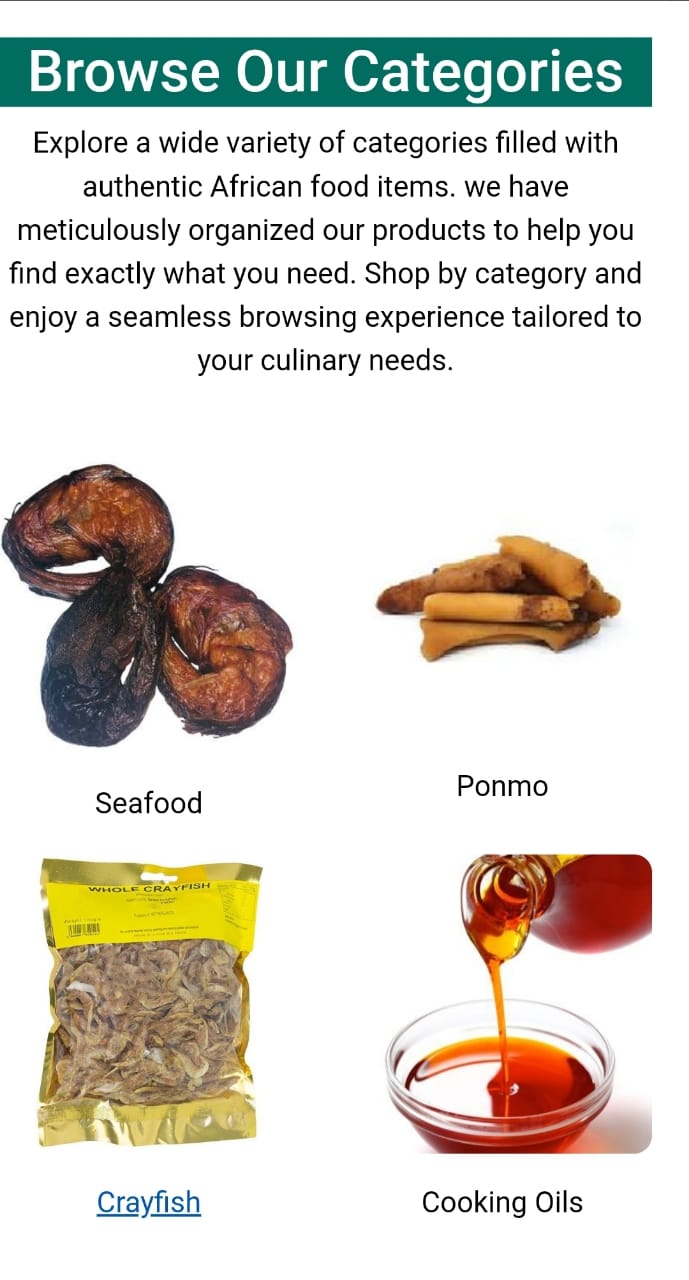 Browse Our Categories
Explore a wide variety of categories filled with
authentic African food items. we have
meticulously organized our products to help you
find exactly what you need. Shop by category and
enjoy a seamless browsing experience tailored to
your culinary needs.
Seafood
Ponmo
WHOLE CRAYFISH
Crayfish
Cooking Oils